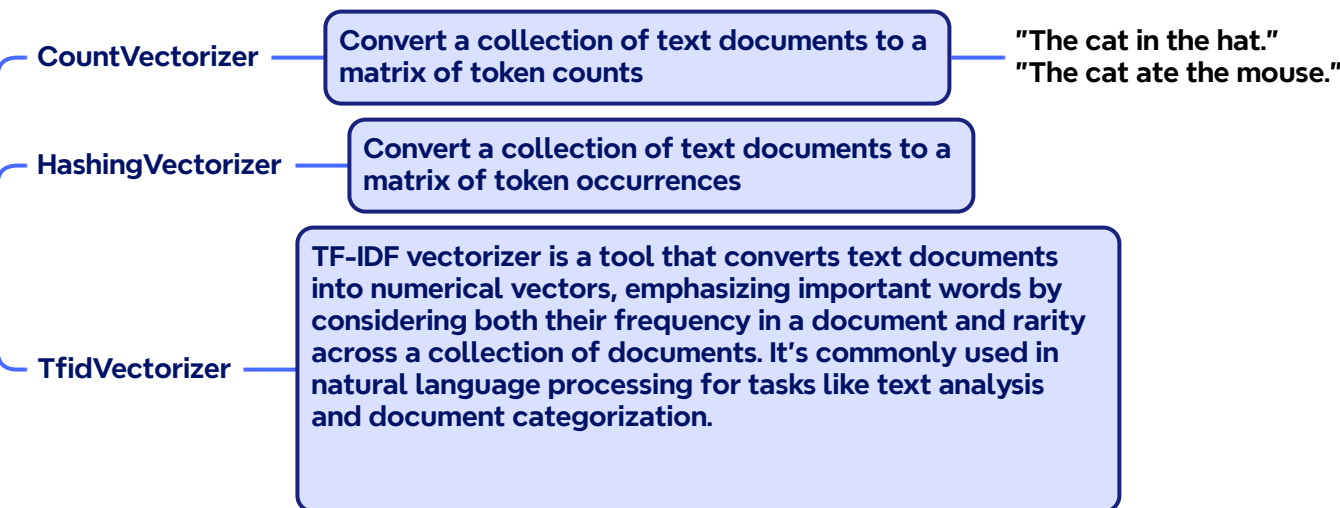 CountVectorizer
Convert a collection of text documents to a
matrix of token counts
"The cat in the hat."
"The cat ate the mouse."
HashingVectorizer
Convert a collection of text documents to a
matrix of token occurrences
TfidVectorizer
TF-IDF vectorizer is a tool that converts text documents
into numerical vectors, emphasizing important words by
considering both their frequency in a document and rarity
across a collection of documents. It's commonly used in
natural language processing for tasks like text analysis
and document categorization.